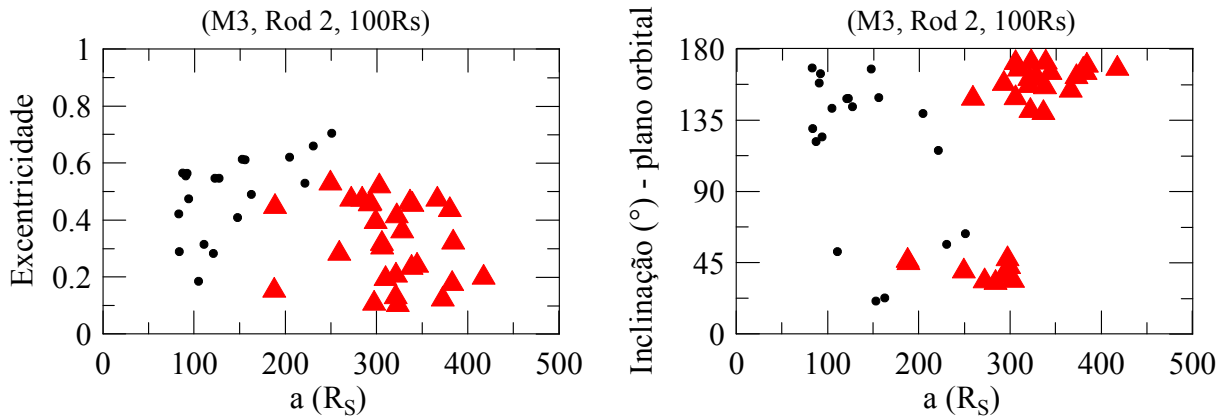 (M3, Rod 2, 100Rs)
Excentricidade
1
0.8
0.6
0.4
0.2
0
0 100 200 300 400 500
a (R_S)
(M3, Rod 2, 100Rs)
Inclinação (°) - plano orbital
180
135
90
45
0
0 100 200 300 400 500
a (R_S)